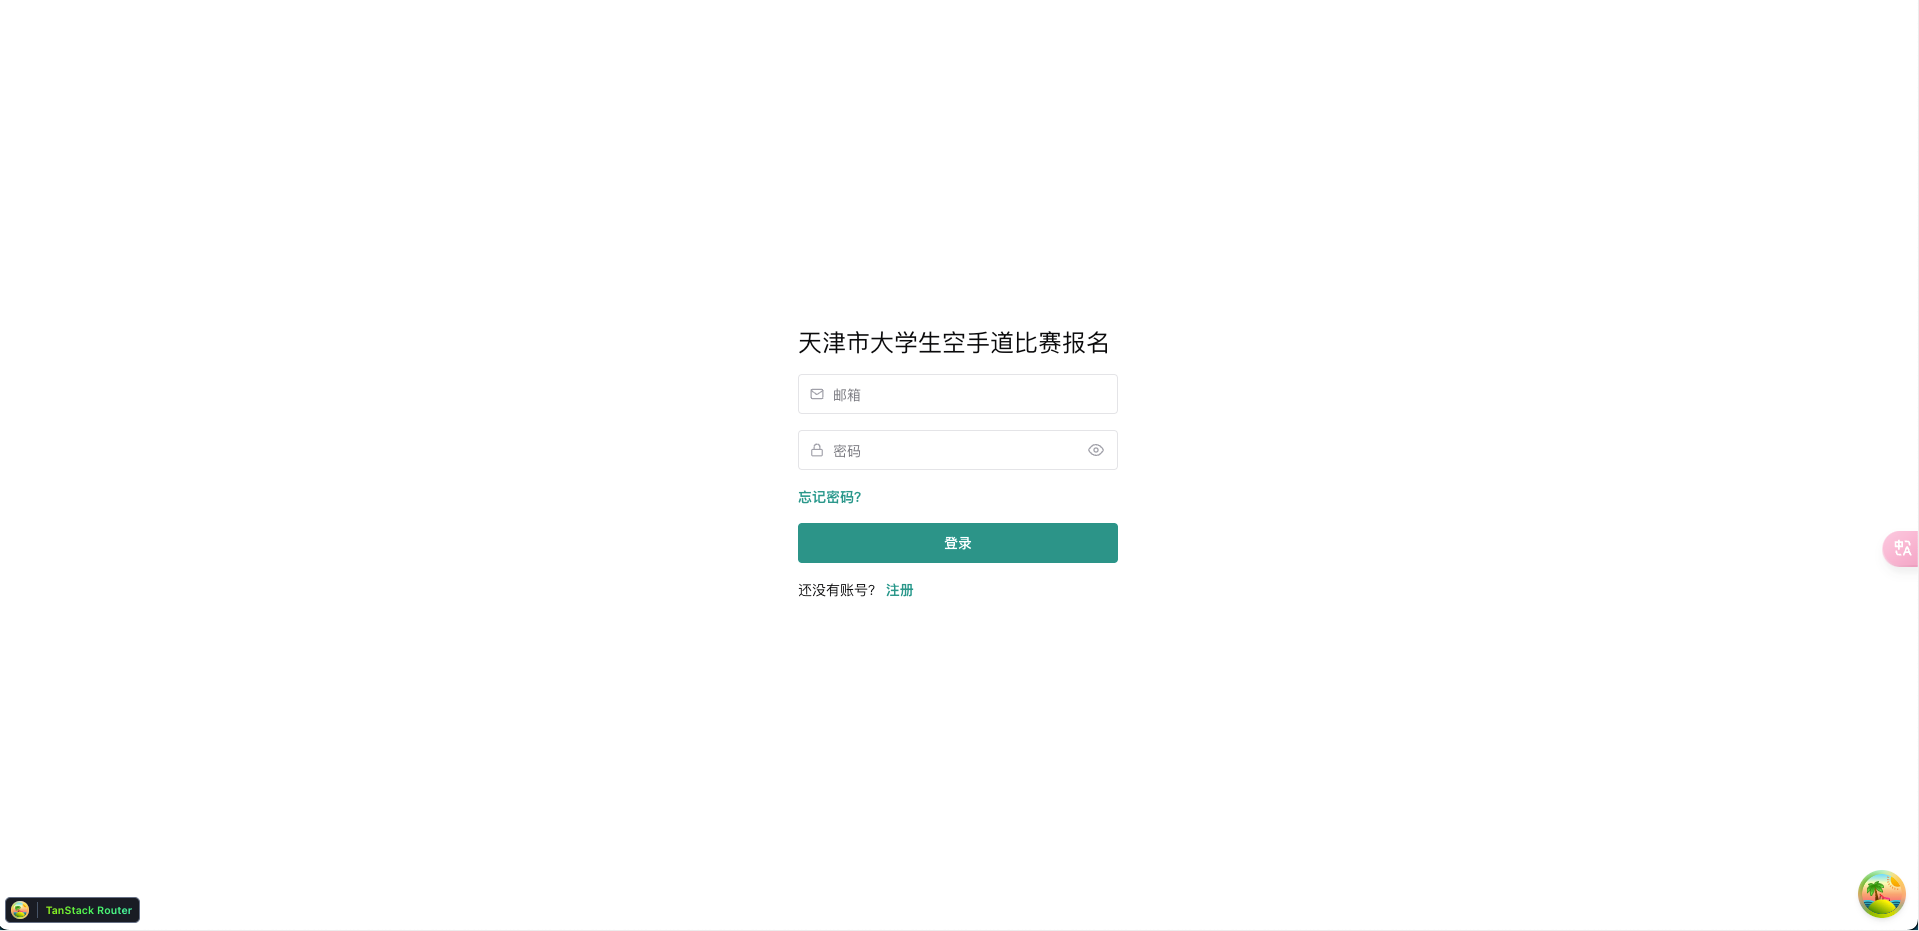 天津市大学生空手道比赛报名
邮箱
密码
忘记密码?
登录
还没有账号? 注册
中
A
TanStack Router